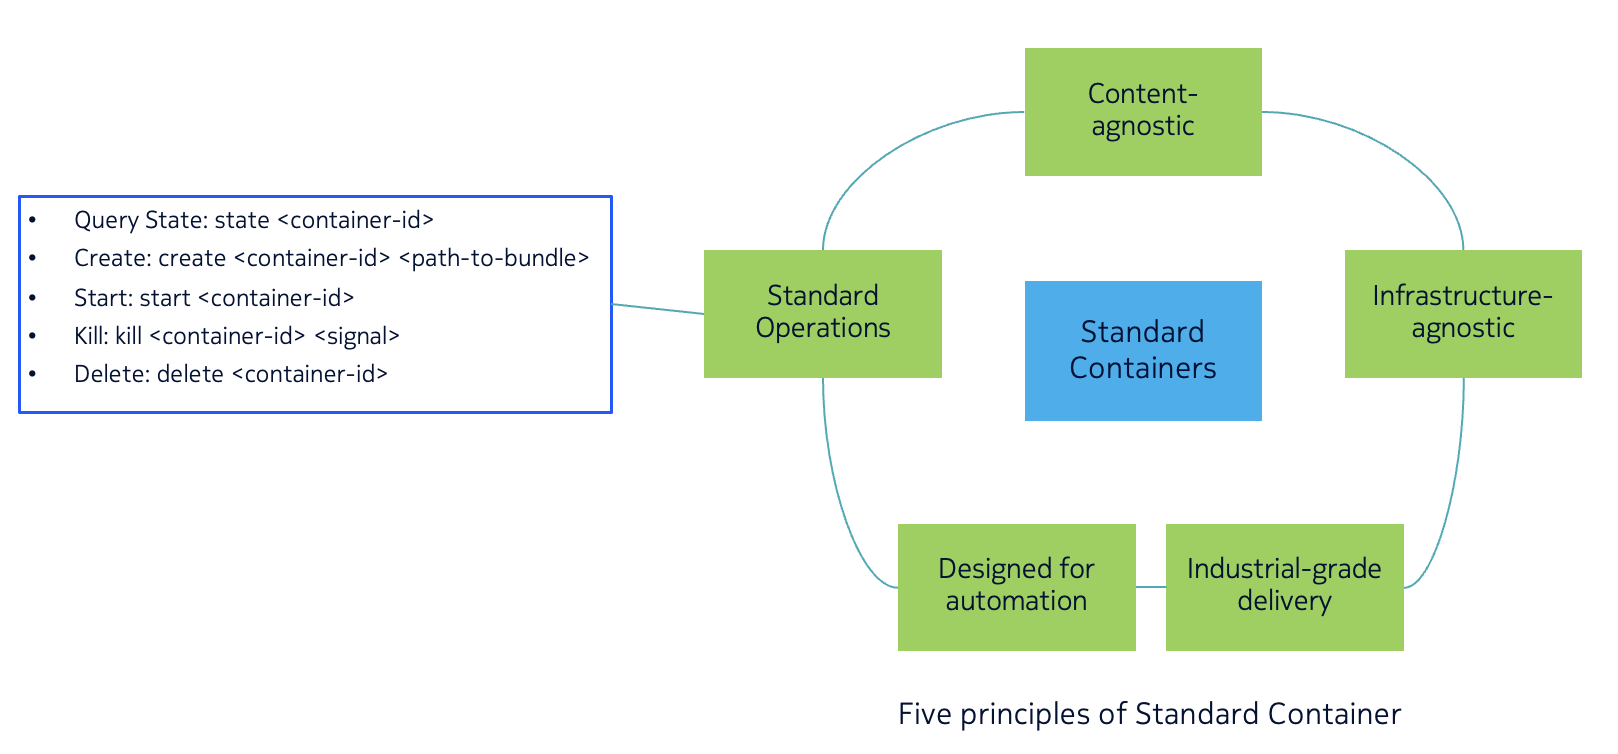 Content-
agnostic
• Query State: state <container-id>
• Create: create <container-id> <path-to-bundle>
• Start: start <container-id>
• Kill: kill <container-id> <signal>
• Delete: delete <container-id>
Standard
Operations
Standard
Containers
Infrastructure-
agnostic
Designed for
automation
Industrial-grade
delivery
Five principles of Standard Container